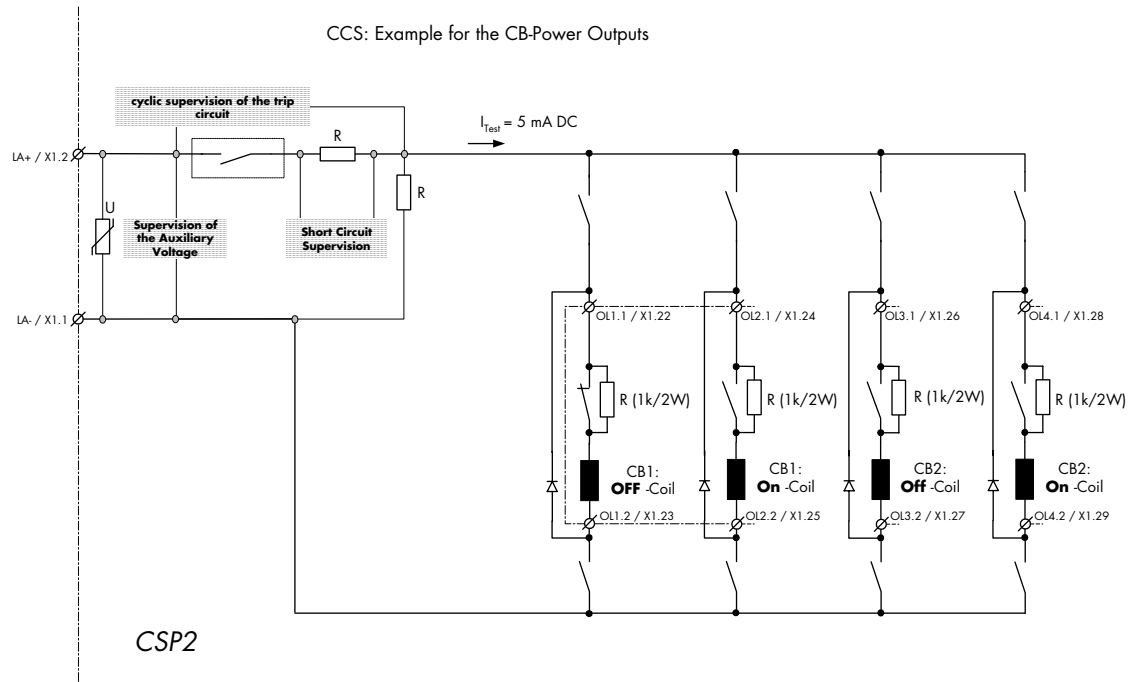 CCS: Example for the CB-Power Outputs
cyclic supervision of the trip
circuit
I_Test = 5 mA DC
R
LA+ / X1.2
R
U
Supervision of
the Auxiliary
Voltage
Short Circuit
Supervision
LA- / X1.1
OL1.1 / X1.22
OL2.1 / X1.24
OL3.1 / X1.26
OL4.1 / X1.28
R (1k/2W)
R (1k/2W)
R (1k/2W)
R (1k/2W)
CB1:
OFF -Coil
CB1:
On -Coil
CB2:
Off -Coil
CB2:
On -Coil
OL1.2 / X1.23
OL2.2 / X1.25
OL3.2 / X1.27
OL4.2 / X1.29
CSP2